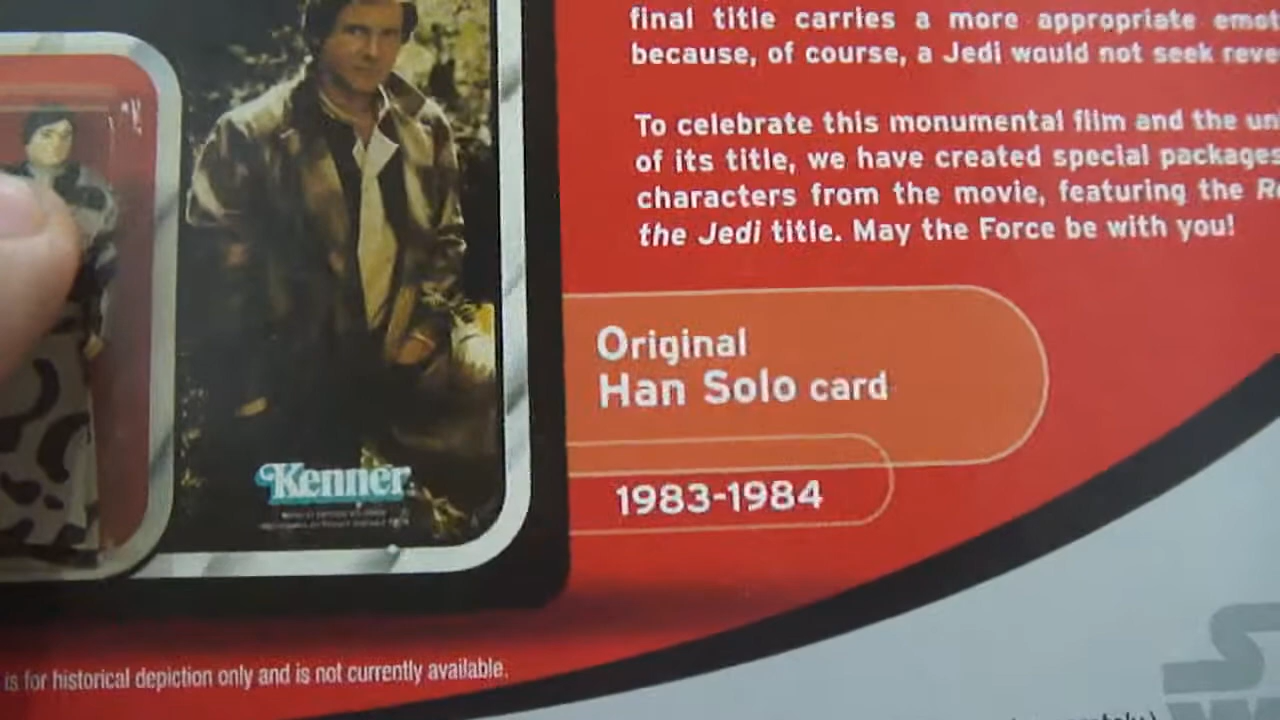 final title carries a more appropriate
because, of course, a Jedi would not seek
To celebrate this monumental film and the
of its title, we have created special packages
characters from the movie, featuring the
the Jedi title. May the Force be with you!
Original
Han Solo card
Kenner
1983-1984
is for historical depiction only and is not currently available.